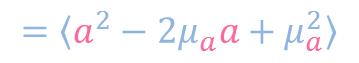 = ⟨a² − 2μₐa + μₐ²⟩